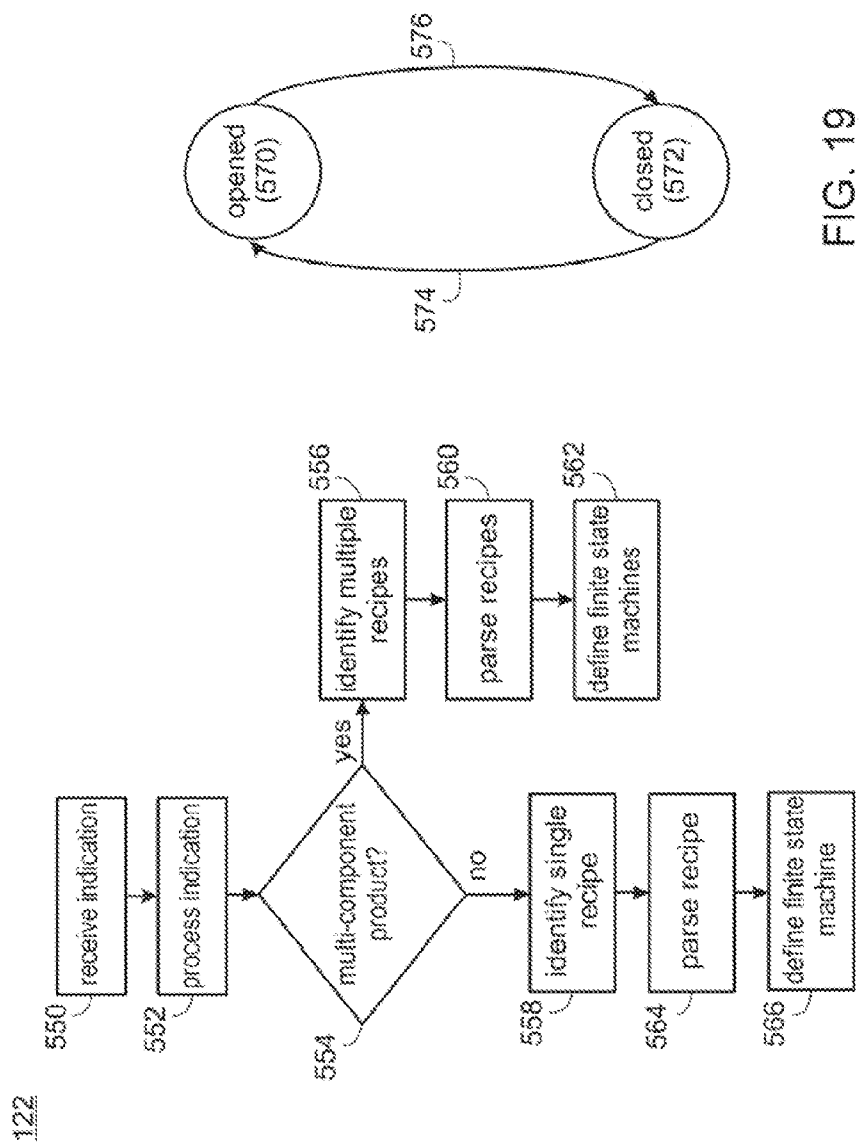 122
550
receive indication
552
process indication
554
multi-component
product?
yes
no
556
identify multiple
recipes
560
parse recipes
562
define finite state
machines
558
identify single
recipe
564
parse recipe
566
define finite state
machine
opened
(570)
574
576
closed
(572)
FIG. 19